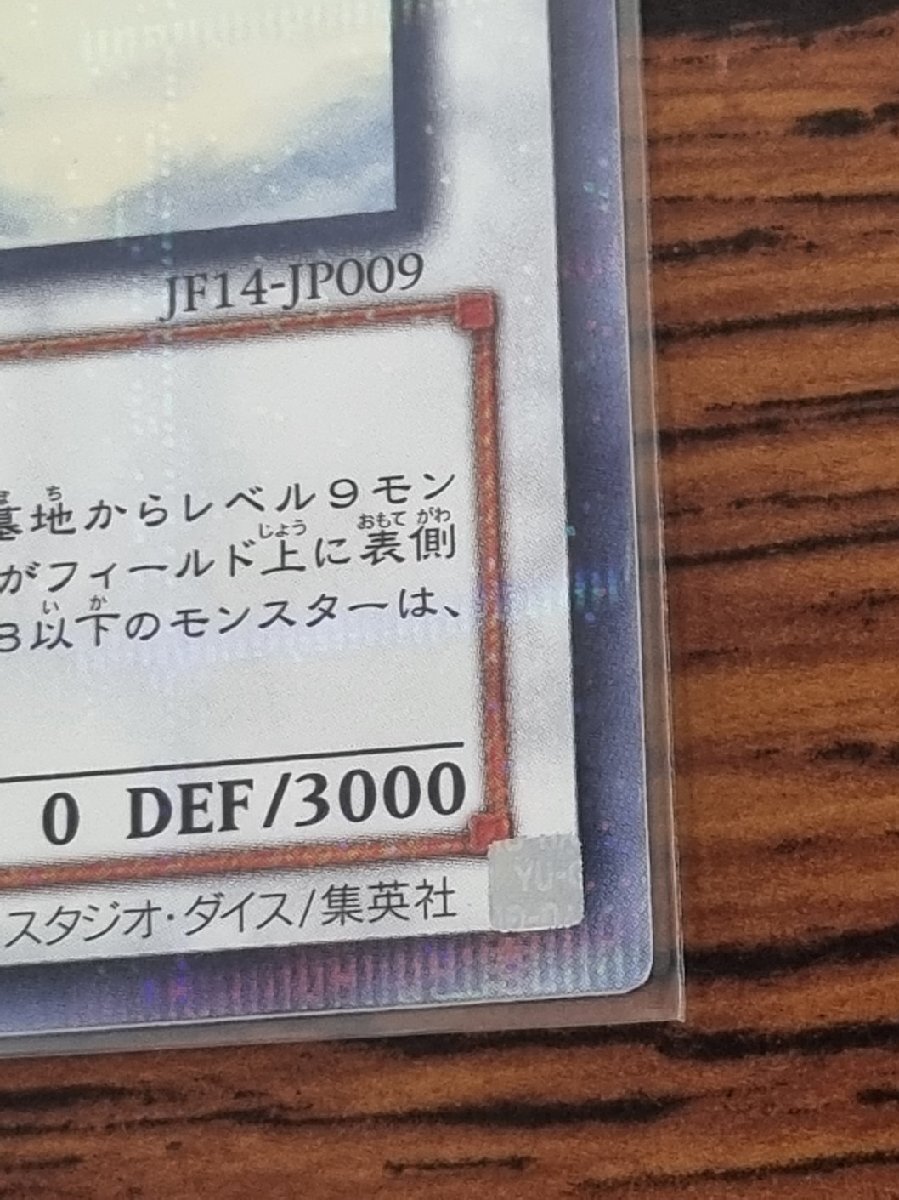 JF14-JP009
墓地からレベル9モン
がフィールド上に表側
以下のモンスターは、
0 DEF/3000
スタジオ・ダイス/集英社